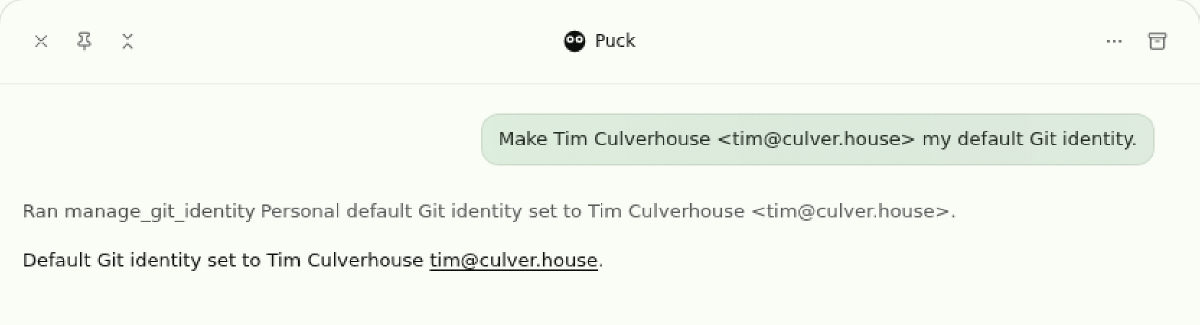 Puck
Make Tim Culverhouse <tim@culver.house> my default Git identity.
Ran manage_git_identity Personal default Git identity set to Tim Culverhouse <tim@culver.house>.
Default Git identity set to Tim Culverhouse tim@culver.house.